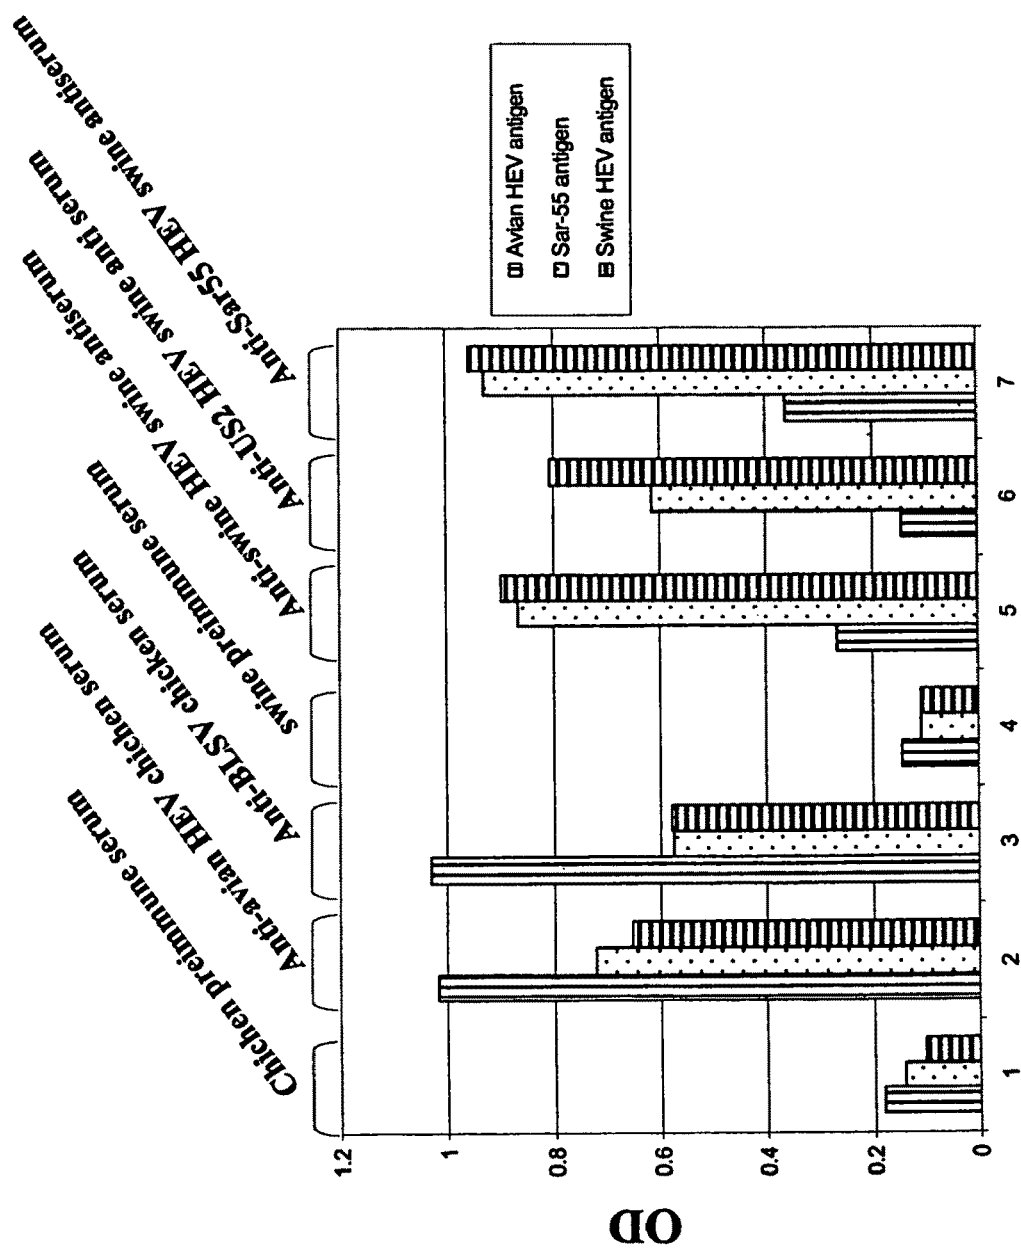 Chichen preimmune serum
Anti-avian HEV chichen serum
Anti-BLSV chicken serum
swine preimmune serum
Anti-swine HEV swine antiserum
Anti-US2 HEV swine anti serum
Anti-Sar55 HEV swine antiserum
OD
1.2
1
0.8
0.6
0.4
0.2
0
1 2 3 4 5 6 7
Avian HEV antigen
Sar-55 antigen
Swine HEV antigen